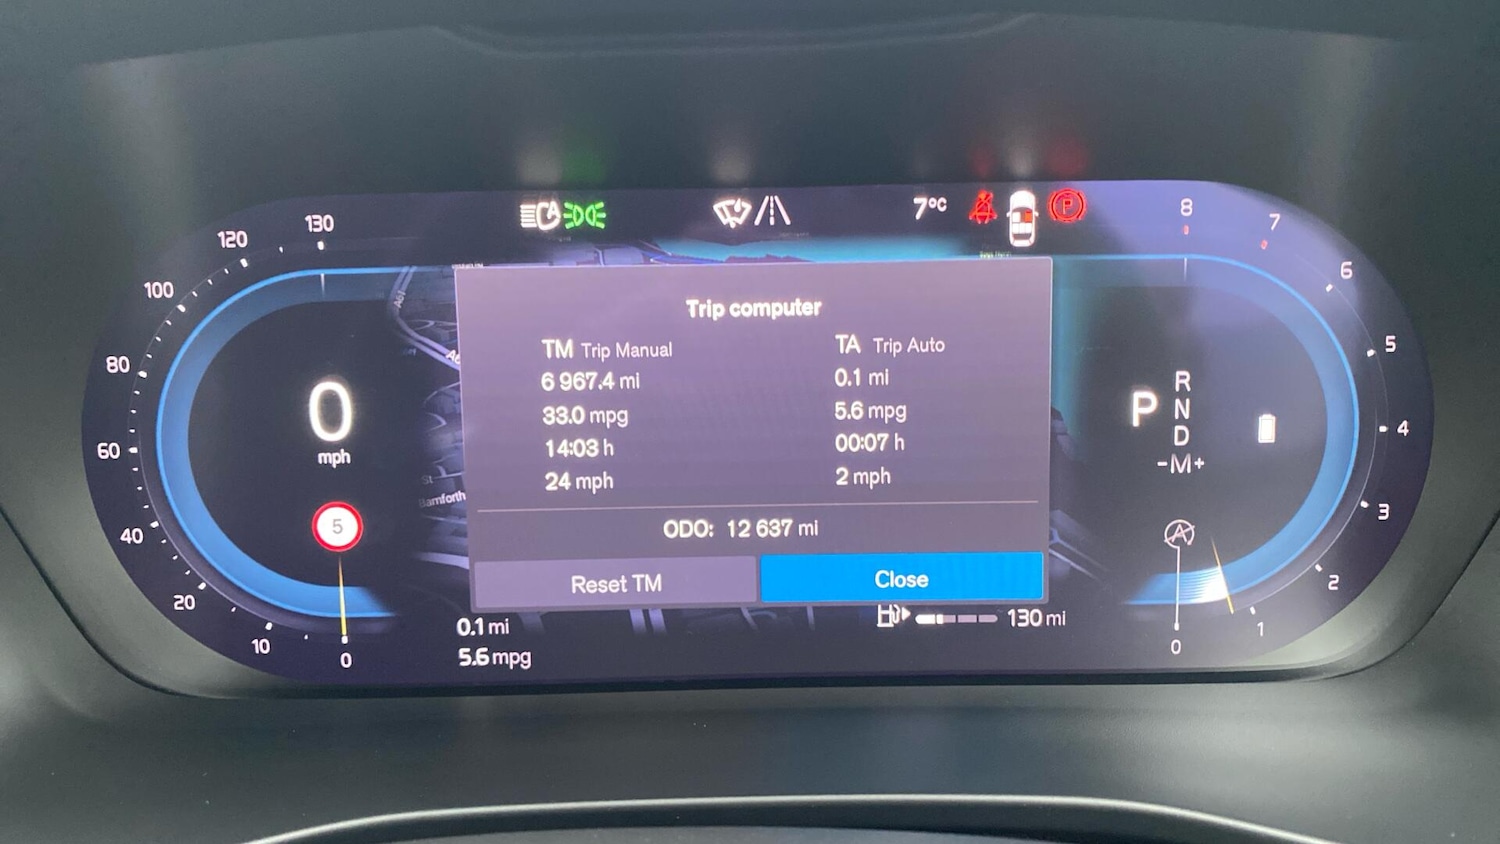 7°C
P
130
120
100
80
60
40
20
10
0
0
mph
5
A61
Bamforth
Trip computer
TM Trip Manual
6 967.4 mi
33.0 mpg
14:03 h
24 mph
TA Trip Auto
0.1 mi
5.6 mpg
00:07 h
2 mph
ODO: 12 637 mi
Reset TM
Close
0.1 mi
5.6 mpg
130 mi
P
R
N
D
-M+
A
8
7
6
5
4
3
2
1
0